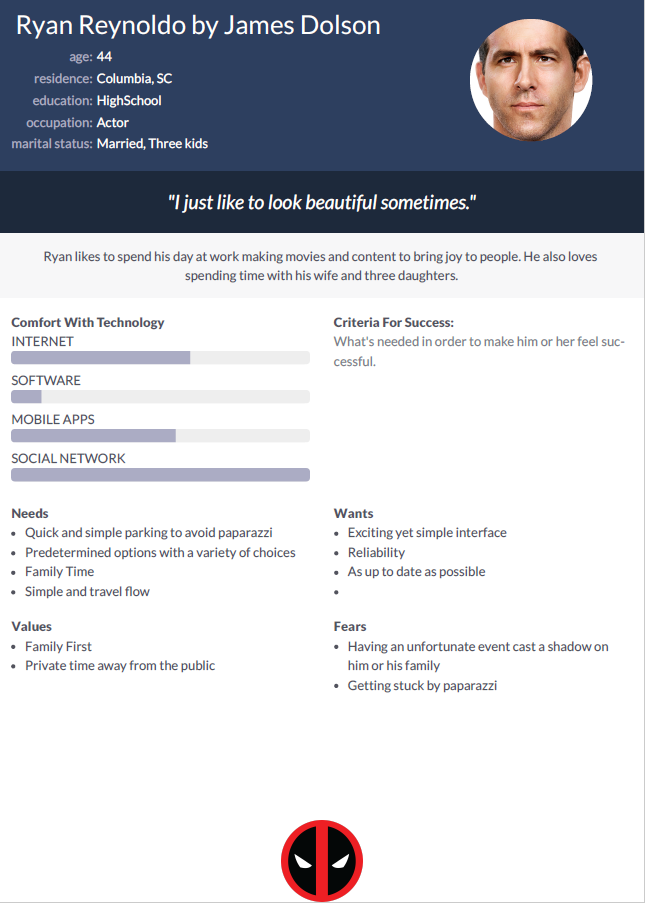 Ryan Reynoldo by James Dolson
age: 44
residence: Columbia, SC
education: HighSchool
occupation: Actor
marital status: Married, Three kids
"I just like to look beautiful sometimes."
Ryan likes to spend his day at work making movies and content to bring joy to people. He also loves
spending time with his wife and three daughters.
Comfort With Technology
INTERNET
SOFTWARE
MOBILE APPS
SOCIAL NETWORK
Criteria For Success:
What's needed in order to make him or her feel suc-
cessful.
Needs
• Quick and simple parking to avoid paparazzi
• Predetermined options with a variety of choices
• Family Time
• Simple and travel flow
Wants
• Exciting yet simple interface
• Reliability
• As up to date as possible
•
Values
• Family First
• Private time away from the public
Fears
• Having an unfortunate event cast a shadow on
him or his family
• Getting stuck by paparazzi